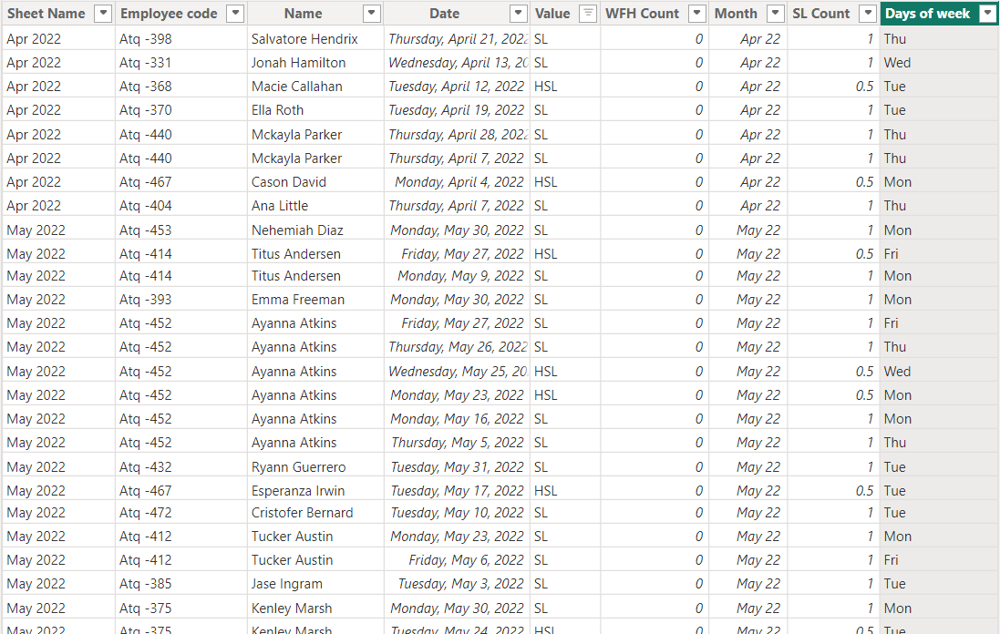 Sheet Name Employee code Name Date Value WFH Count Month SL Count Days of week
Apr 2022 Atq -398 Salvatore Hendrix Thursday, April 21, 2022 SL 0 Apr 22 1 Thu
Apr 2022 Atq -331 Jonah Hamilton Wednesday, April 13, 20 SL 0 Apr 22 1 Wed
Apr 2022 Atq -368 Macie Callahan Tuesday, April 12, 2022 HSL 0 Apr 22 0.5 Tue
Apr 2022 Atq -370 Ella Roth Tuesday, April 19, 2022 SL 0 Apr 22 1 Tue
Apr 2022 Atq -440 Mckayla Parker Thursday, April 28, 2022 SL 0 Apr 22 1 Thu
Apr 2022 Atq -440 Mckayla Parker Thursday, April 7, 2022 SL 0 Apr 22 1 Thu
Apr 2022 Atq -467 Cason David Monday, April 4, 2022 HSL 0 Apr 22 0.5 Mon
Apr 2022 Atq -404 Ana Little Thursday, April 7, 2022 SL 0 Apr 22 1 Thu
May 2022 Atq -453 Nehemiah Diaz Monday, May 30, 2022 SL 0 May 22 1 Mon
May 2022 Atq -414 Titus Andersen Friday, May 27, 2022 HSL 0 May 22 0.5 Fri
May 2022 Atq -414 Titus Andersen Monday, May 9, 2022 SL 0 May 22 1 Mon
May 2022 Atq -393 Emma Freeman Monday, May 30, 2022 SL 0 May 22 1 Mon
May 2022 Atq -452 Ayanna Atkins Friday, May 27, 2022 SL 0 May 22 1 Fri
May 2022 Atq -452 Ayanna Atkins Thursday, May 26, 2022 SL 0 May 22 1 Thu
May 2022 Atq -452 Ayanna Atkins Wednesday, May 25, 20 HSL 0 May 22 0.5 Wed
May 2022 Atq -452 Ayanna Atkins Monday, May 23, 2022 HSL 0 May 22 0.5 Mon
May 2022 Atq -452 Ayanna Atkins Monday, May 16, 2022 SL 0 May 22 1 Mon
May 2022 Atq -452 Ayanna Atkins Thursday, May 5, 2022 SL 0 May 22 1 Thu
May 2022 Atq -432 Ryann Guerrero Tuesday, May 31, 2022 SL 0 May 22 1 Tue
May 2022 Atq -467 Esperanza Irwin Tuesday, May 17, 2022 HSL 0 May 22 0.5 Tue
May 2022 Atq -472 Cristofer Bernard Tuesday, May 10, 2022 SL 0 May 22 1 Tue
May 2022 Atq -412 Tucker Austin Monday, May 23, 2022 SL 0 May 22 1 Mon
May 2022 Atq -412 Tucker Austin Friday, May 6, 2022 SL 0 May 22 1 Fri
May 2022 Atq -385 Jase Ingram Tuesday, May 3, 2022 SL 0 May 22 1 Tue
May 2022 Atq -375 Kenley Marsh Monday, May 30, 2022 SL 0 May 22 1 Mon
May 2022 Atq -375 Kenley Marsh Tuesday, May 24, 2022 HSL 0 May 22 0.5 Tue